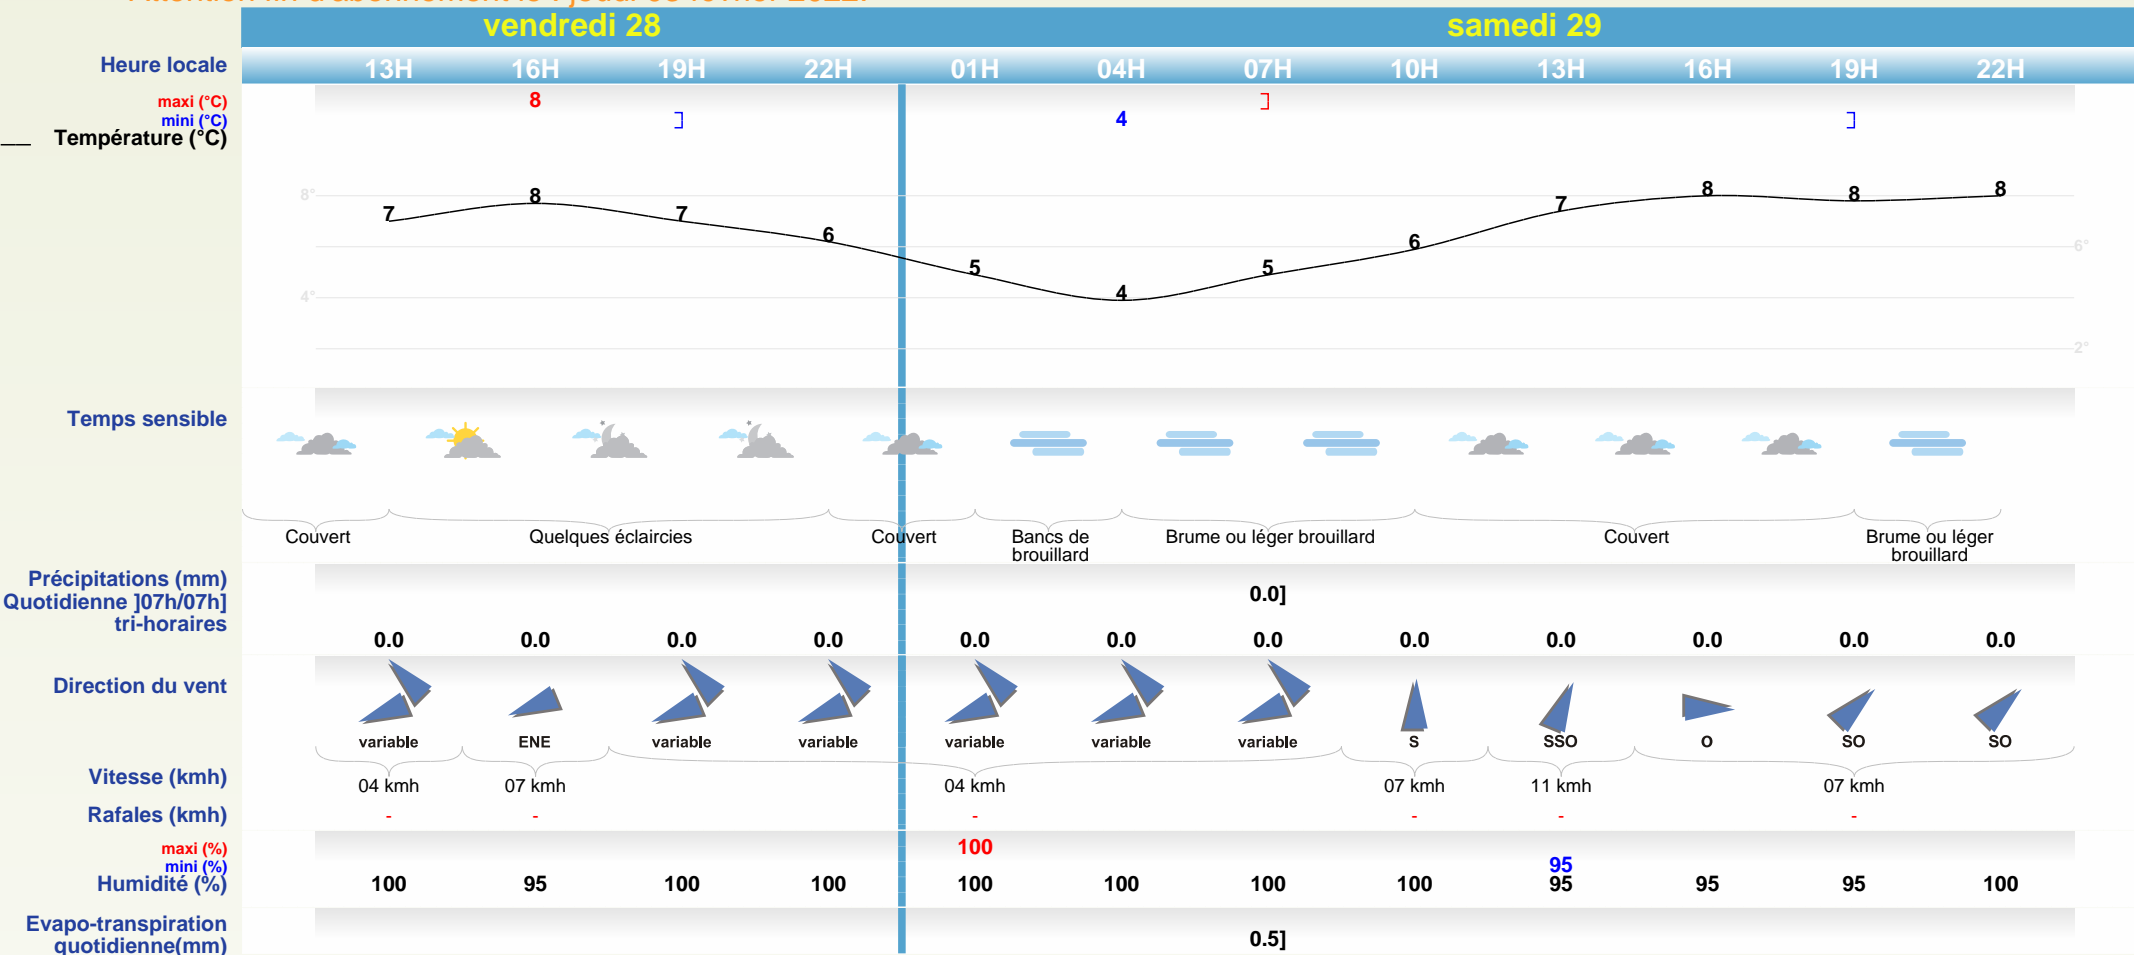 vendredi 28 samedi 29
Heure locale 13H 16H 19H 22H 01H 04H 07H 10H 13H 16H 19H 22H
maxi (°C) 8 ]
mini (°C) ] 4 ]
Température (°C)
8° 7 8 7 6 5 4 5 6 7 8 8 8
6°
4°
2°
Temps sensible
Couvert Quelques éclaircies Couvert Bancs de Brume ou léger brouillard Couvert Brume ou léger
brouillard brouillard
Précipitations (mm)
Quotidienne ]07h/07h] 0.0]
tri-horaires
0.0 0.0 0.0 0.0 0.0 0.0 0.0 0.0 0.0 0.0 0.0 0.0
Direction du vent
variable ENE variable variable variable variable variable S SSO O SO SO
Vitesse (kmh) 04 kmh 07 kmh 04 kmh 07 kmh 11 kmh 07 kmh
Rafales (kmh) - - - - - -
maxi (%) 100
mini (%) 95
Humidité (%) 100 95 100 100 100 100 100 100 95 95 95 100
Evapo-transpiration
quotidienne(mm) 0.5]